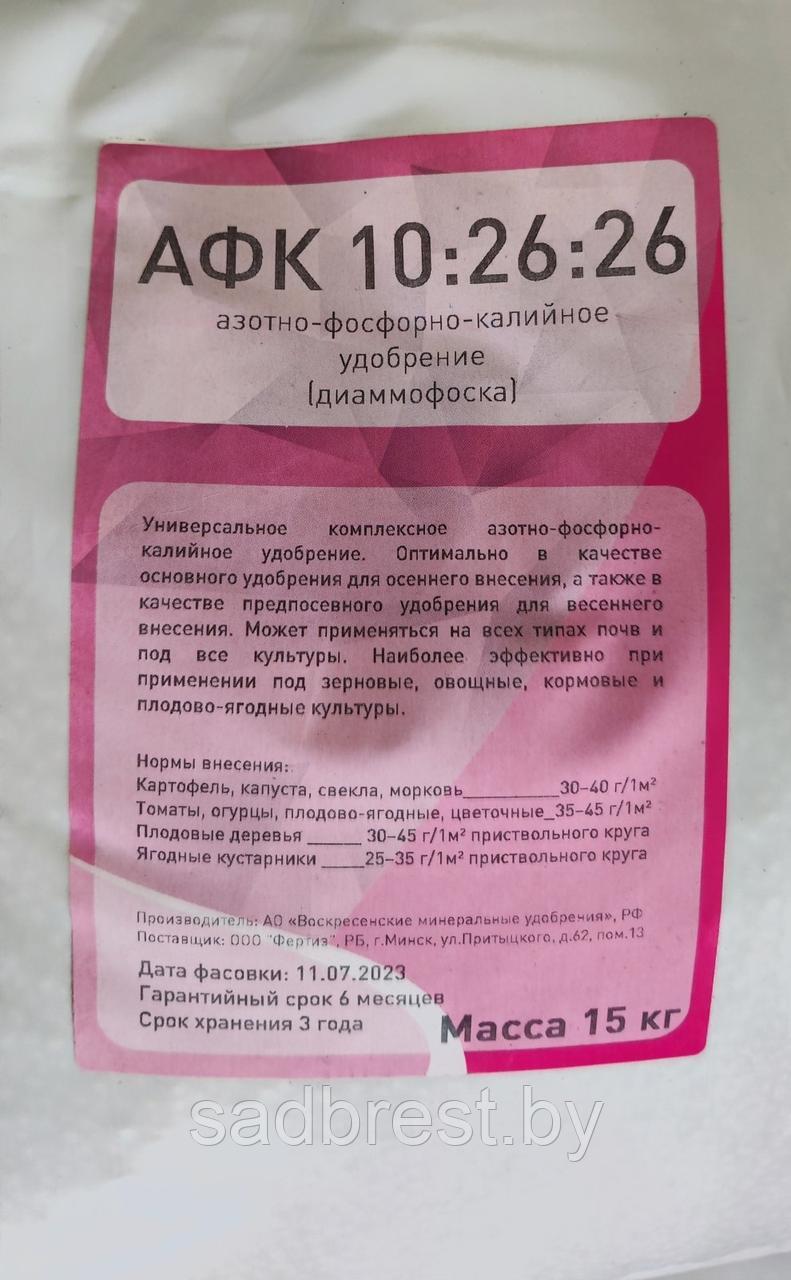 АФК 10:26:26
азотно-фосфорно-калийное
удобрение
(диаммофоска)
Универсальное комплексное азотно-фосфорно-
калийное удобрение. Оптимально в качестве
основного удобрения для осеннего внесения, а также в
качестве предпосевного удобрения для весеннего
внесения. Может применяться на всех типах почв и
под все культуры. Наиболее эффективно при
применении под зерновые, овощные, кормовые и
плодово-ягодные культуры.
Нормы внесения:
Картофель, капуста, свекла, морковь_________30-40 г/1м²
Томаты, огурцы, плодово-ягодные, цветочные_35-45 г/1м²
Плодовые деревья _____ 30-45 г/1м² приствольного круга
Ягодные кустарники ____25-35 г/1м² приствольного круга
Производитель: АО «Воскресенские минеральные удобрения», РФ
Поставщик: ООО "Фертиз", РБ, г.Минск, ул.Притыцкого, д.62, пом.13
Дата фасовки: 11.07.2023
Гарантийный срок 6 месяцев
Срок хранения 3 года
Масса 15 кг
sadbrest.by